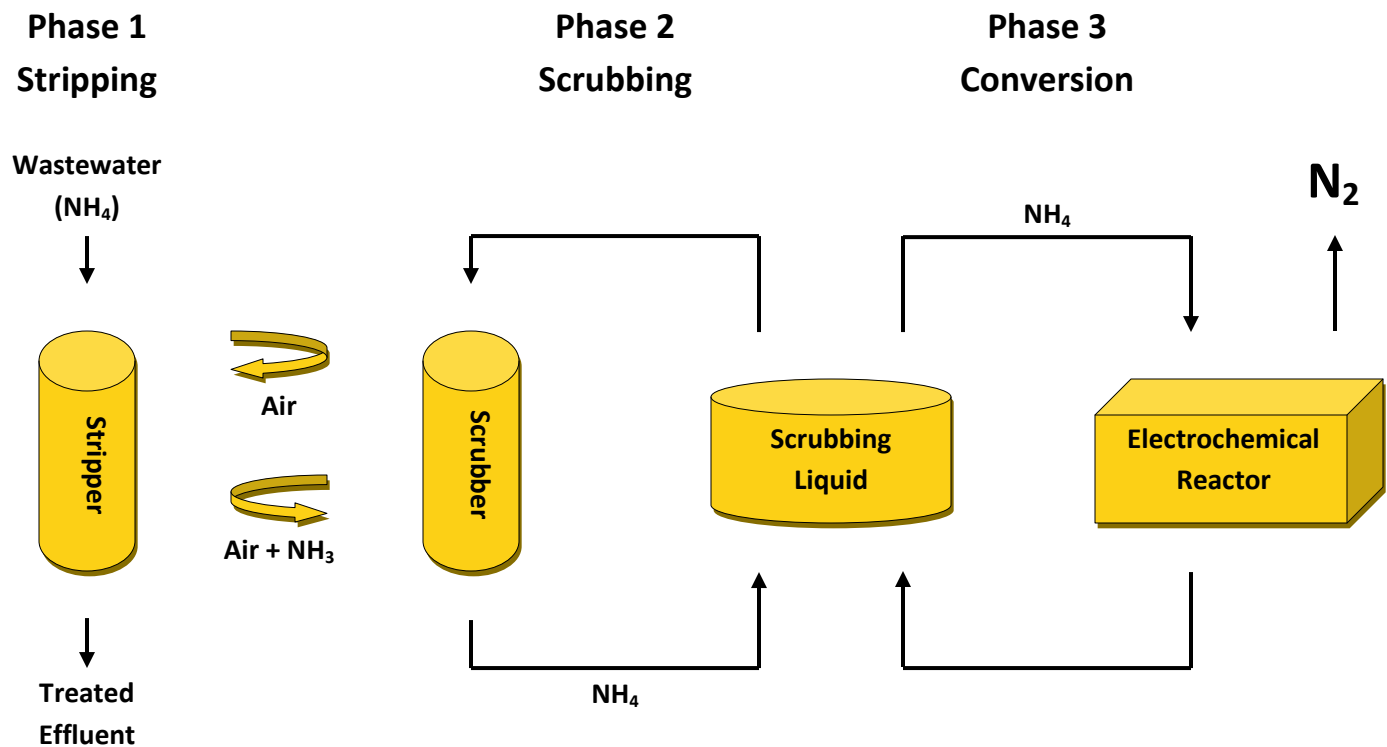 Phase 1
Stripping
Phase 2
Scrubbing
Phase 3
Conversion
Wastewater
(NH₄)
N₂
NH₄
Stripper
Air
Air + NH₃
Scrubber
Scrubbing
Liquid
Electrochemical
Reactor
NH₄
Treated
Effluent